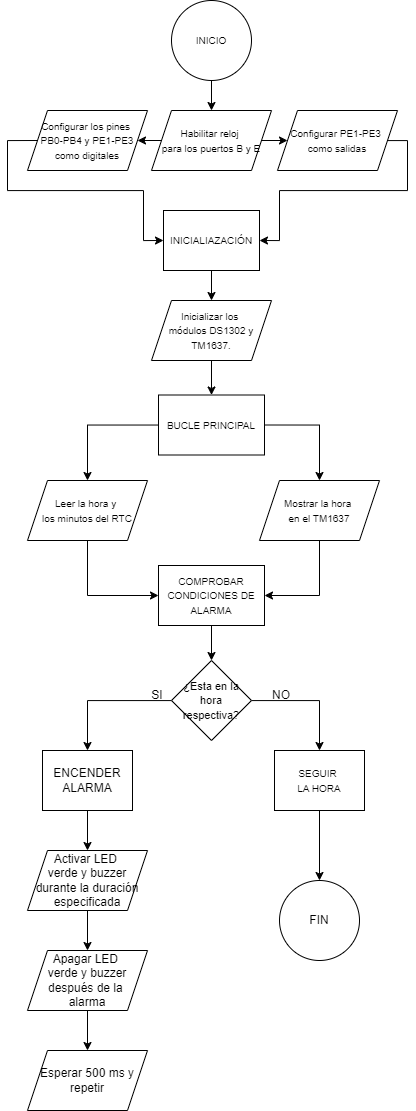 INICIO
Configurar los pines
PB0-PB4 y PE1-PE3
como digitales
Habilitar reloj
para los puertos B y E
Configurar PE1-PE3
como salidas
INICIALIAZACIÓN
Inicializar los
módulos DS1302 y
TM1637.
BUCLE PRINCIPAL
Leer la hora y
los minutos del RTC
Mostrar la hora
en el TM1637
COMPROBAR
CONDICIONES DE
ALARMA
¿Esta en la
hora
respectiva?
SI
NO
ENCENDER
ALARMA
SEGUIR
LA HORA
Activar LED
verde y buzzer
durante la duración
especificada
FIN
Apagar LED
verde y buzzer
después de la
alarma
Esperar 500 ms y
repetir